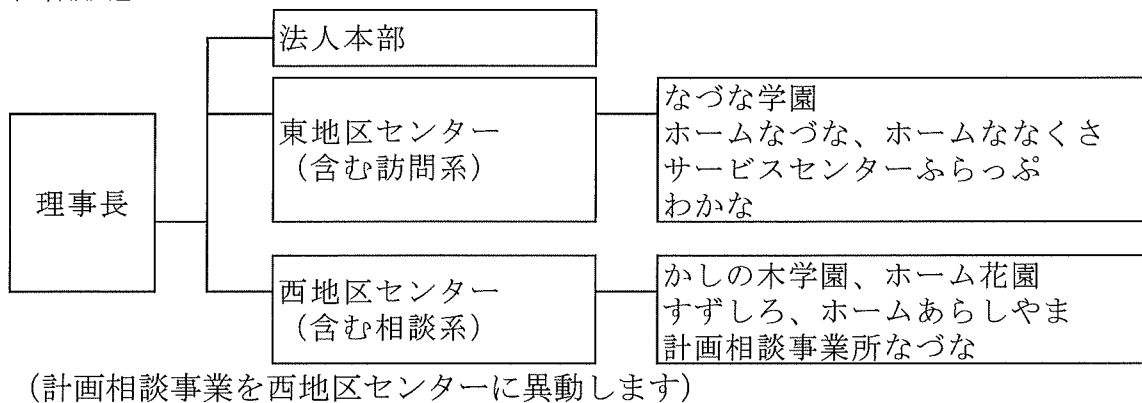 法人本部
東地区センター
（含む訪問系）
なづな学園
ホームなづな、ホームななくさ
サービスセンターふらっぷ
わかな
理事長
西地区センター
（含む相談系）
かしの木学園、ホーム花園
すずしろ、ホームあらしやま
計画相談事業所なづな
（計画相談事業を西地区センターに異動します）